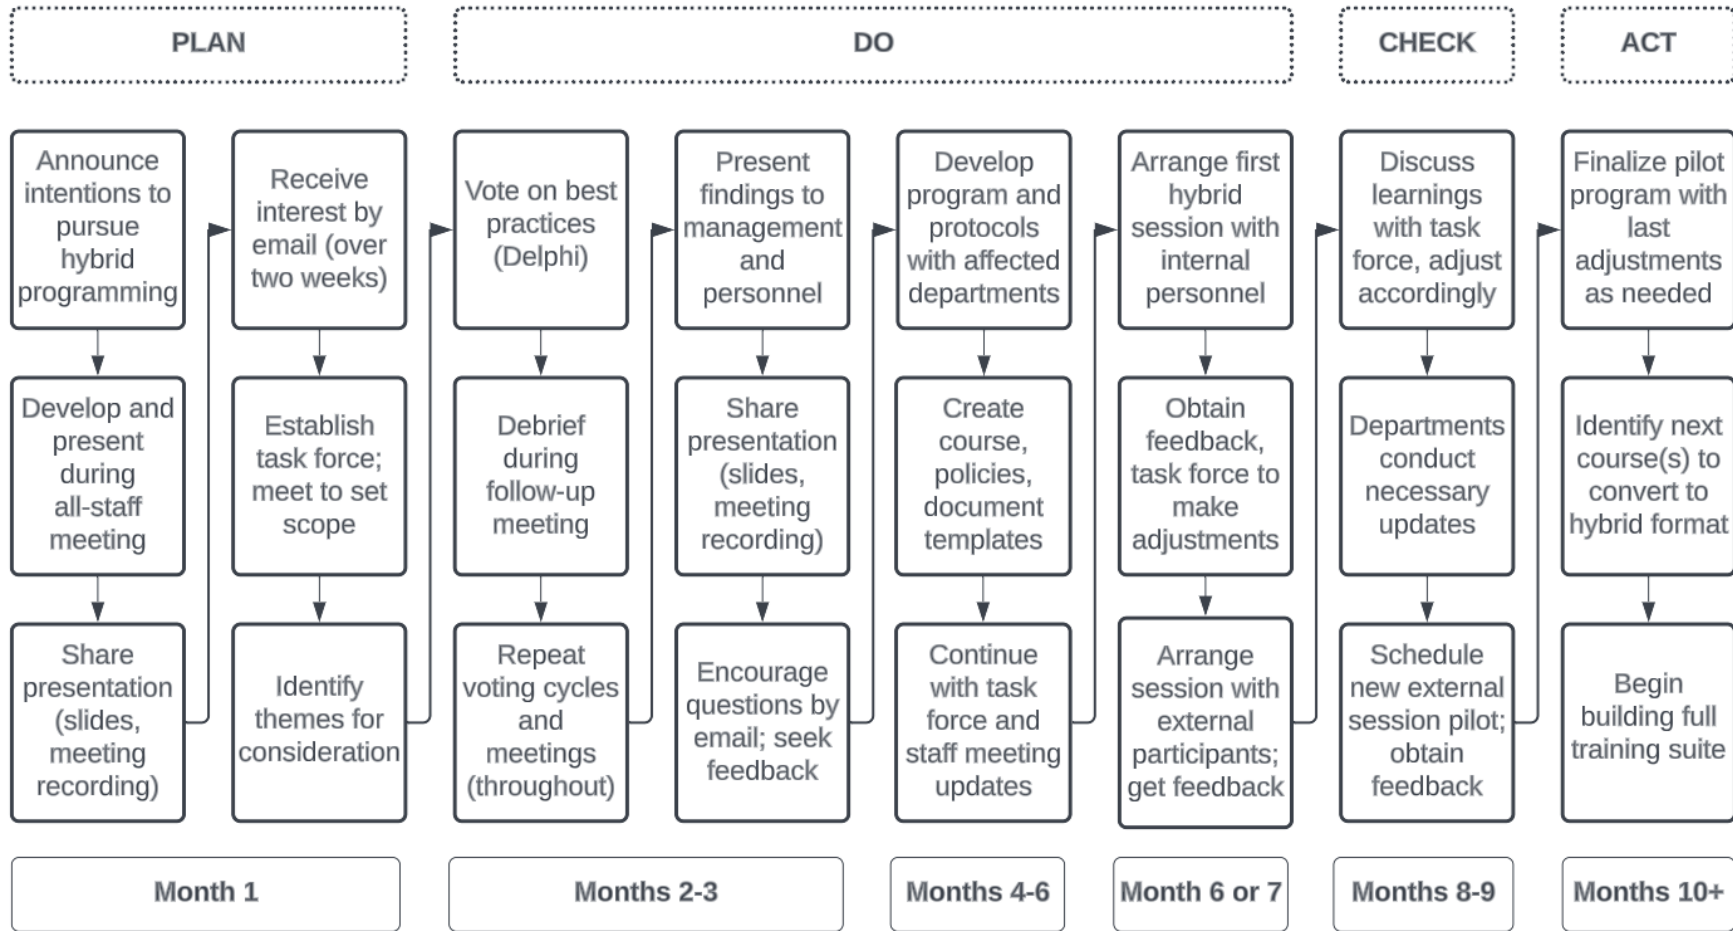 PLAN
DO
CHECK
ACT
Announce
intentions to
pursue
hybrid
programming
Develop and
present
during
all-staff
meeting
Share
presentation
(slides,
meeting
recording)
Receive
interest by
email (over
two weeks)
Establish
task force;
meet to set
scope
Identify
themes for
consideration
Vote on best
practices
(Delphi)
Debrief
during
follow-up
meeting
Repeat
voting cycles
and
meetings
(throughout)
Present
findings to
management
and
personnel
Share
presentation
(slides,
meeting
recording)
Encourage
questions by
email; seek
feedback
Develop
program and
protocols
with affected
departments
Create
course,
policies,
document
templates
Continue
with task
force and
staff meeting
updates
Arrange first
hybrid
session with
internal
personnel
Obtain
feedback,
task force to
make
adjustments
Arrange
session with
external
participants;
get feedback
Discuss
learnings
with task
force, adjust
accordingly
Departments
conduct
necessary
updates
Schedule
new external
session pilot;
obtain
feedback
Finalize pilot
program with
last
adjustments
as needed
Identify next
course(s) to
convert to
hybrid format
Begin
building full
training suite
Month 1
Months 2-3
Months 4-6
Month 6 or 7
Months 8-9
Months 10+